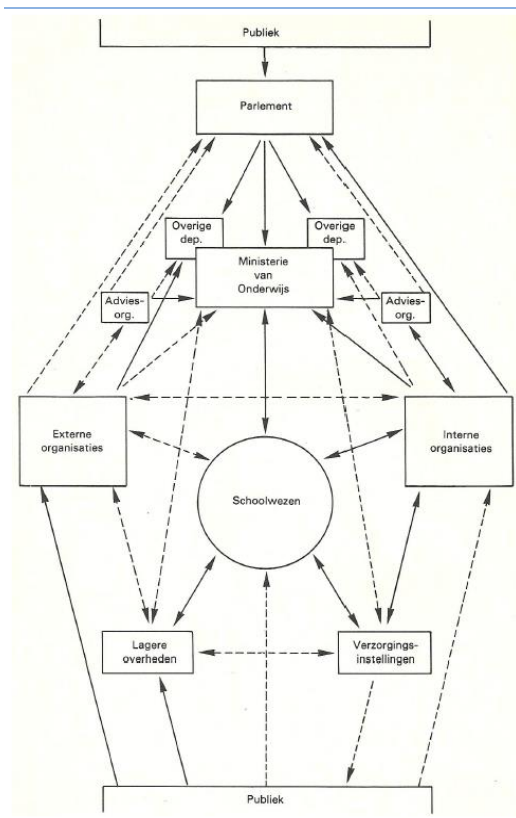 Publiek
Parlement
Overige
dep.
Overige
dep.
Ministerie
van
Onderwijs
Advies-
org.
Advies-
org.
Externe
organisaties
Interne
organisaties
Schoolwezen
Lagere
overheden
Verzorgings-
instellingen
Publiek